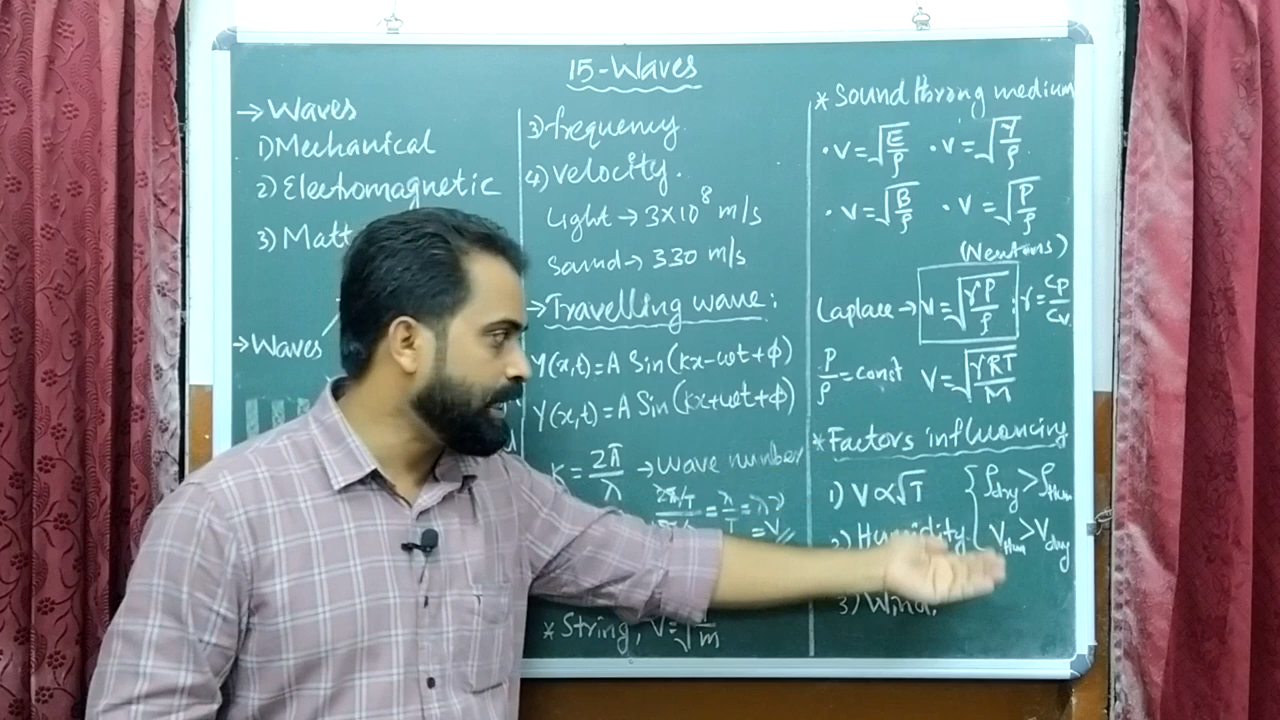 15-Waves
→ Waves
1) Mechanical
2) Electromagnetic
3) Matt
→ Waves
3) frequency
4) velocity.
Light → 3×10⁸ m/s
Sound → 330 m/s
→ Travelling wave:
Y(x,t)=A Sin(kx-ωt+ϕ)
Y(x,t)=A Sin(kx+ωt+ϕ)
K = 2π/λ → wave number
= λ/T = λν
= V
* String, V=√ /m
* Sound throng medium
· V=√(E/ρ) · V=√(Y/ρ)
· V=√(B/ρ) · V=√(P/ρ)
(Newtons)
Laplace → V=√(γP/ρ) : γ=CP/CV
P/ρ=const V=√(γRT/M)
* Factors influencing
1) V∝√T { ρdry>ρHum
2) Humidity VHum>Vdry
3) Wind,